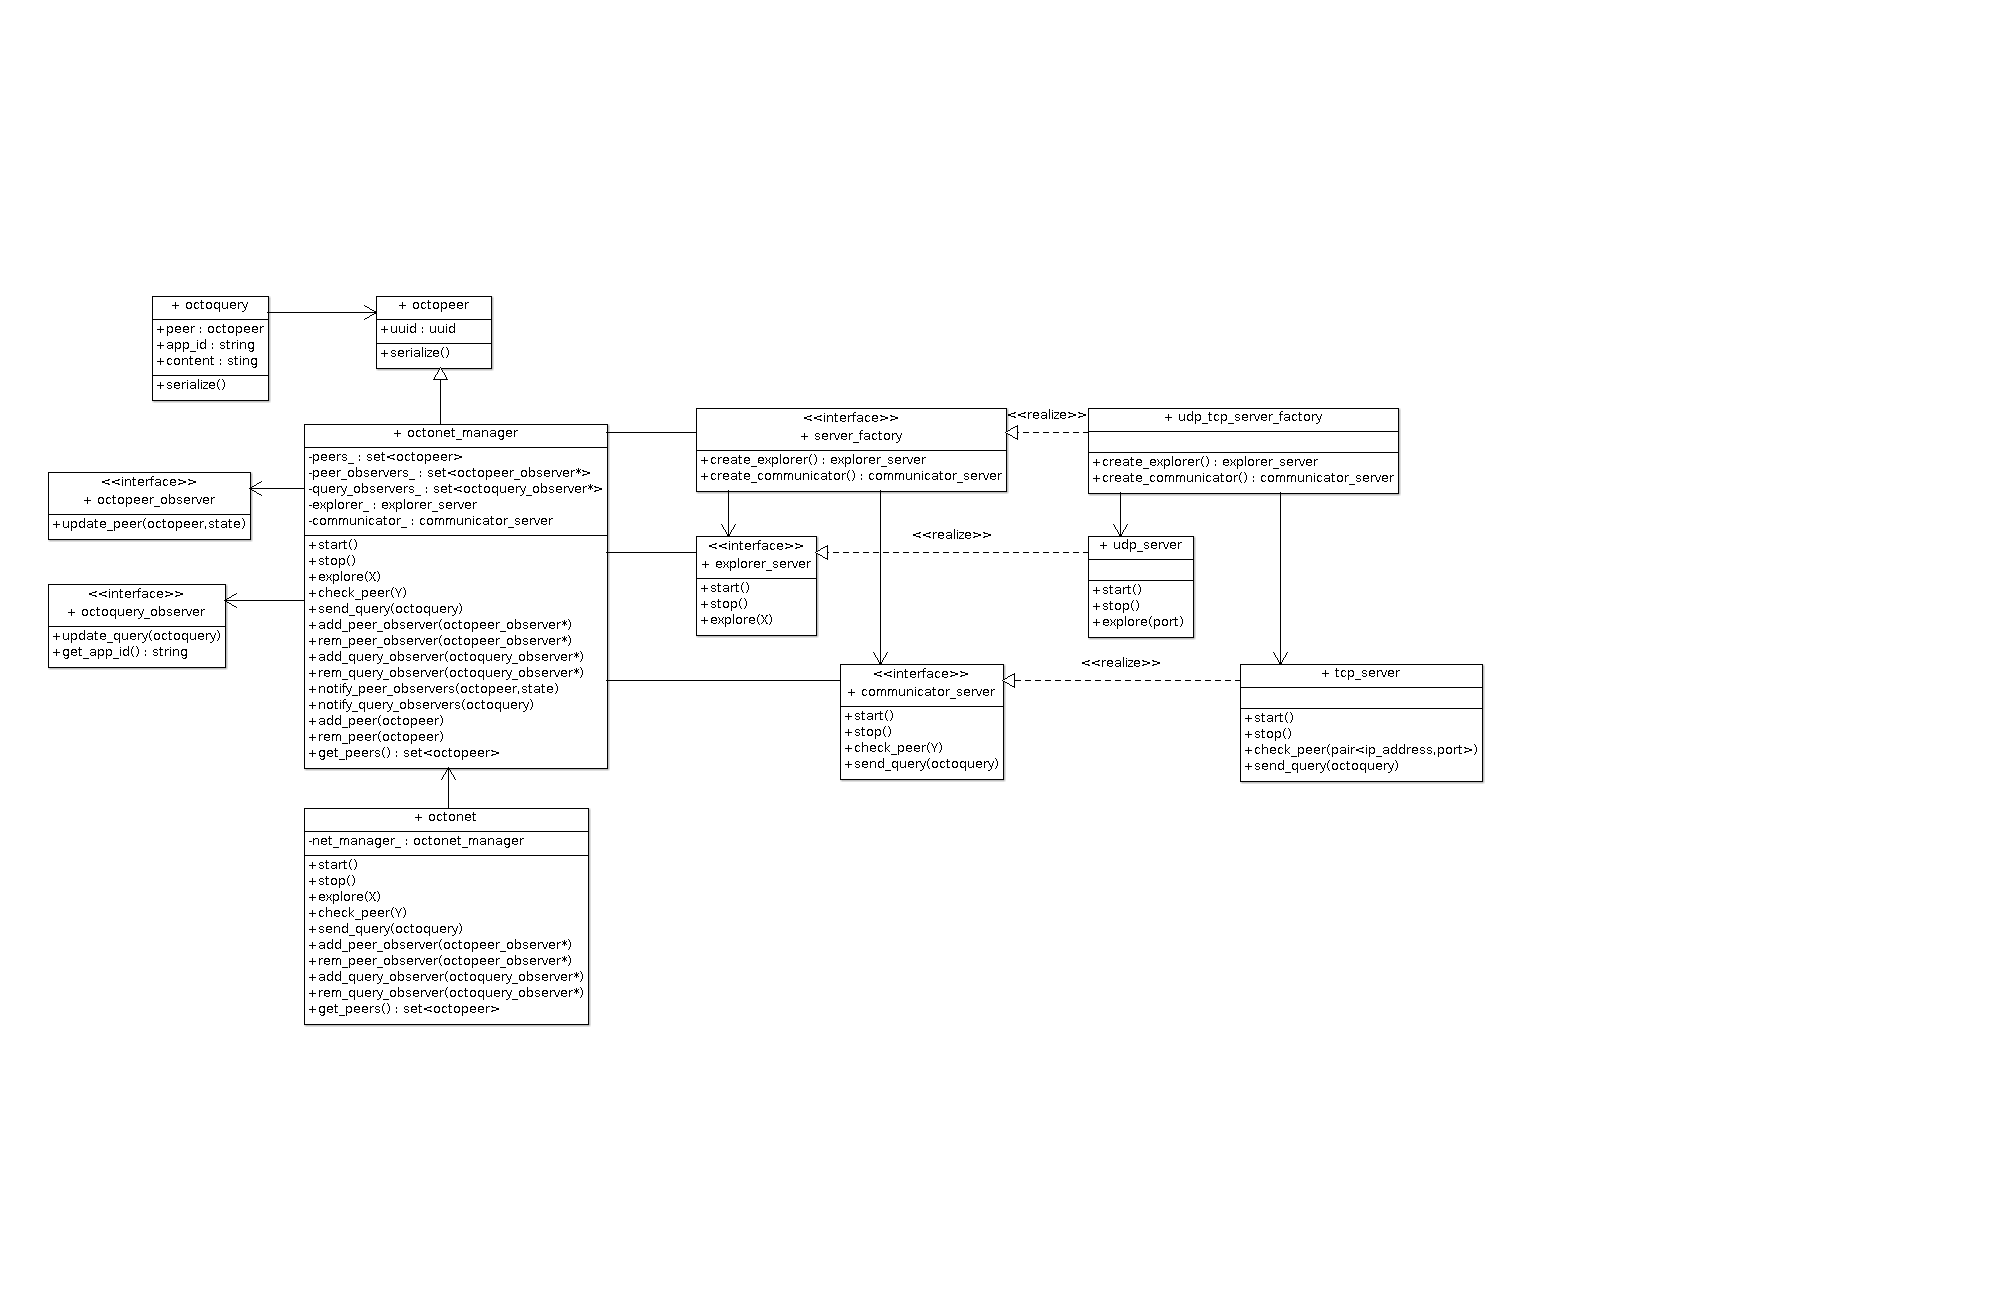 + octoquery
+peer : octopeer
+app_id : string
+content : sting
+serialize()
+ octopeer
+uuid : uuid
+serialize()
+ octonet_manager
-peers_ : set<octopeer>
-peer_observers_ : set<octopeer_observer*>
-query_observers_ : set<octoquery_observer*>
-explorer_ : explorer_server
-communicator_ : communicator_server
+start()
+stop()
+explore(X)
+check_peer(Y)
+send_query(octoquery)
+add_peer_observer(octopeer_observer*)
+rem_peer_observer(octopeer_observer*)
+add_query_observer(octoquery_observer*)
+rem_query_observer(octoquery_observer*)
+notify_peer_observers(octopeer,state)
+notify_query_observers(octoquery)
+add_peer(octopeer)
+rem_peer(octopeer)
+get_peers() : set<octopeer>
<<interface>>
+ octopeer_observer
+update_peer(octopeer,state)
<<interface>>
+ octoquery_observer
+update_query(octoquery)
+get_app_id() : string
<<interface>>
+ server_factory
+create_explorer() : explorer_server
+create_communicator() : communicator_server
<<realize>>
+ udp_tcp_server_factory
+create_explorer() : explorer_server
+create_communicator() : communicator_server
<<interface>>
+ explorer_server
+start()
+stop()
+explore(X)
<<realize>>
+ udp_server
+start()
+stop()
+explore(port)
<<interface>>
+ communicator_server
+start()
+stop()
+check_peer(Y)
+send_query(octoquery)
<<realize>>
+ tcp_server
+start()
+stop()
+check_peer(pair<ip_address,port>)
+send_query(octoquery)
+ octonet
-net_manager_ : octonet_manager
+start()
+stop()
+explore(X)
+check_peer(Y)
+send_query(octoquery)
+add_peer_observer(octopeer_observer*)
+rem_peer_observer(octopeer_observer*)
+add_query_observer(octoquery_observer*)
+rem_query_observer(octoquery_observer*)
+get_peers() : set<octopeer>